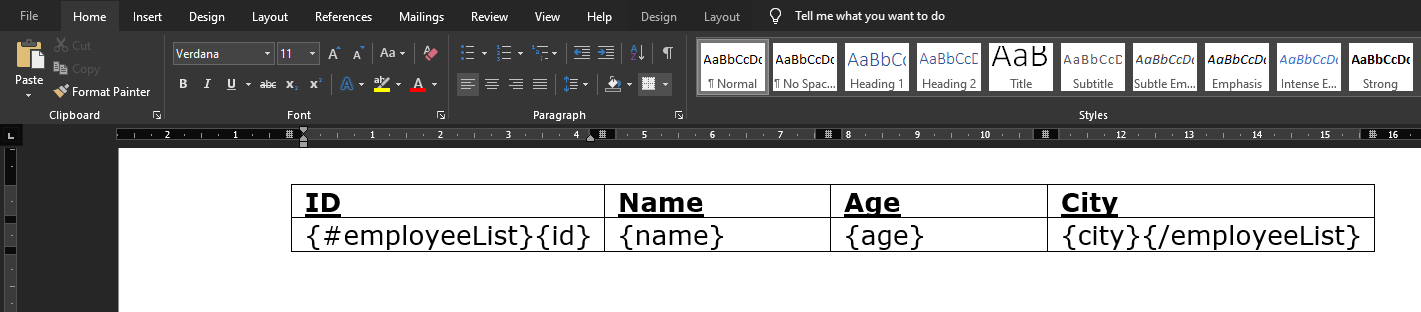 File Home Insert Design Layout References Mailings Review View Help Design Layout Tell me what you want to do
Cut
Copy
Paste
Format Painter
Verdana 11 Aa
B I U abc x₂ x² A
AaBbCcDc AaBbCcDc AaBbCc AaBbCcD AaB AaBbCcD AaBbCcDc AaBbCcDc AaBbCcDc AaBbCcDc
¶ Normal ¶ No Spac... Heading 1 Heading 2 Title Subtitle Subtle Em... Emphasis Intense E... Strong
Clipboard Font Paragraph Styles
L 2 1 1 2 3 4 5 6 7 8 9 10 12 13 14 15 16
ID Name Age City
{#employeeList}{id} {name} {age} {city}{/employeeList}